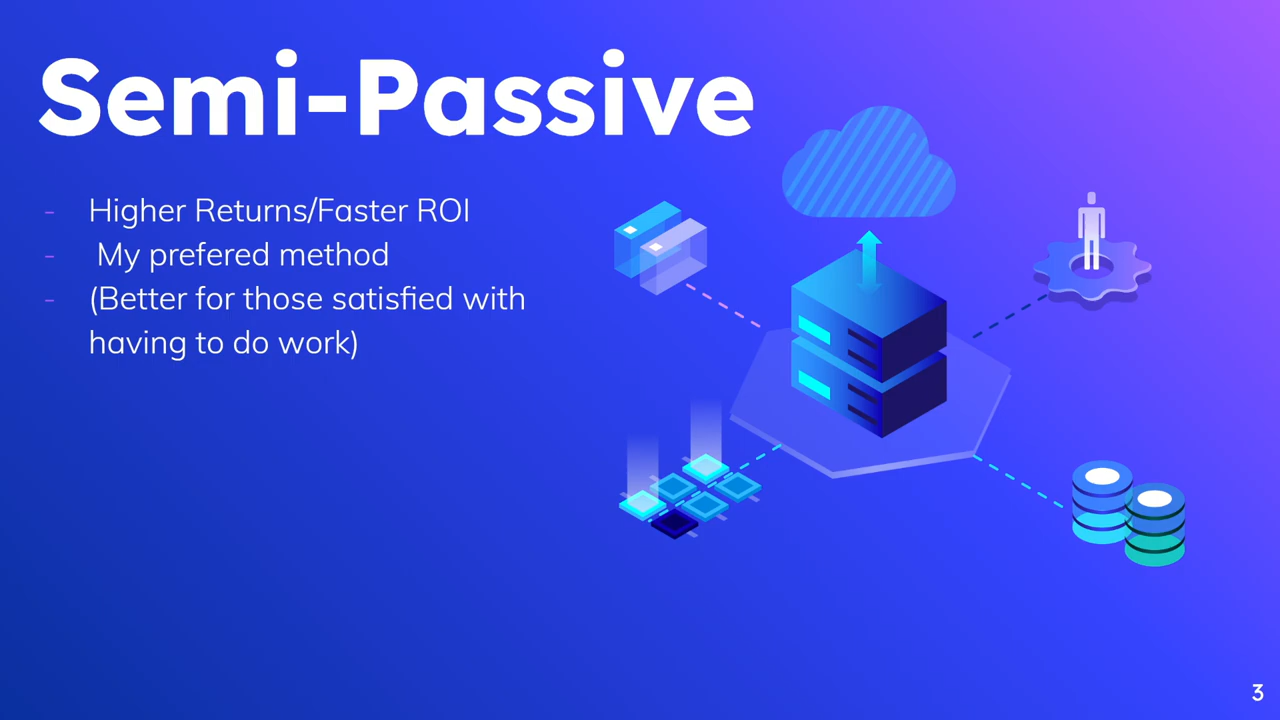 Semi-Passive
- Higher Returns/Faster ROI
- My prefered method
- (Better for those satisfied with
having to do work)
3